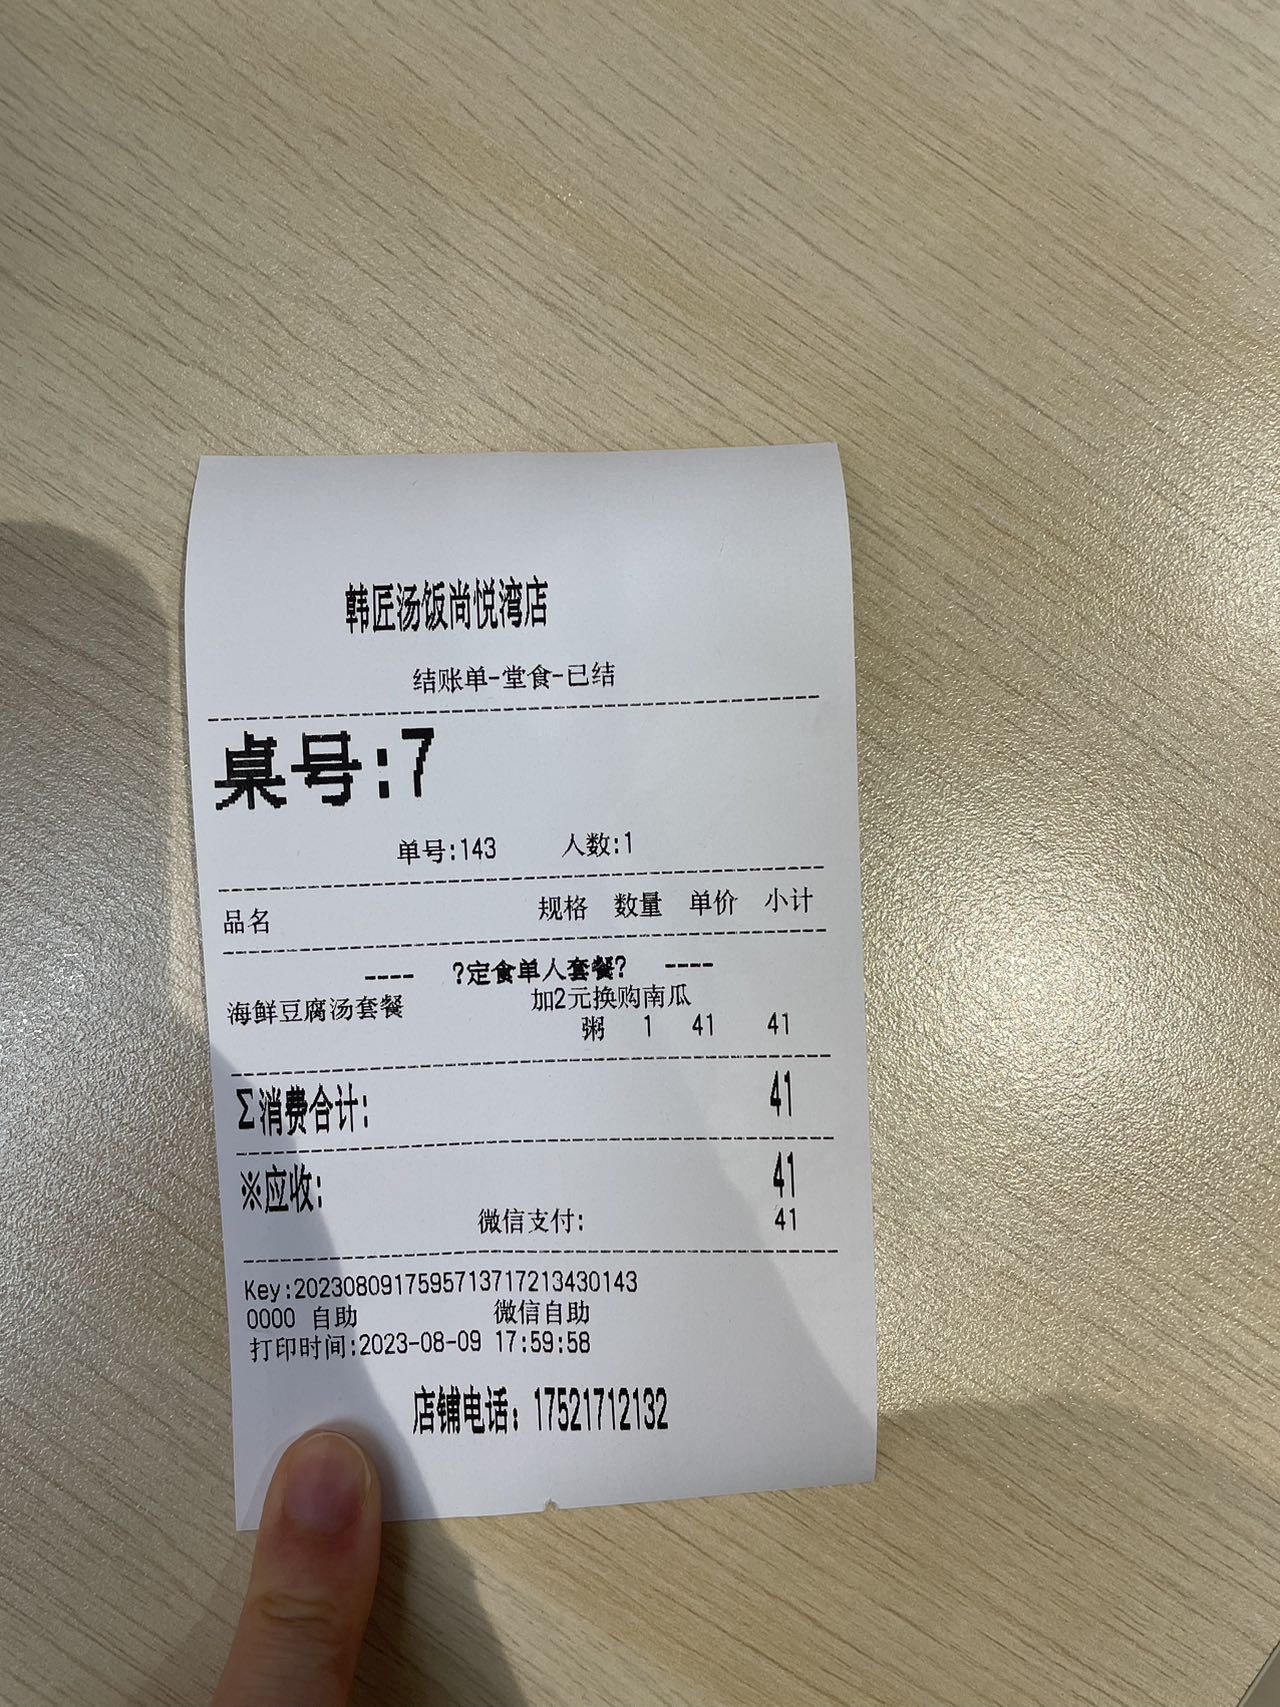 韩匠汤饭尚悦湾店
结账单-堂食-已结
桌号:7
单号:143 人数:1
品名 规格 数量 单价 小计
---- ?定食单人套餐? ----
海鲜豆腐汤套餐 加2元换购南瓜
粥 1 41 41
Σ消费合计: 41
※应收: 41
微信支付: 41
Key:20230809175957137172134301​43
0000 自助 微信自助
打印时间:2023-08-09 17:59:58
店铺电话：17521712132